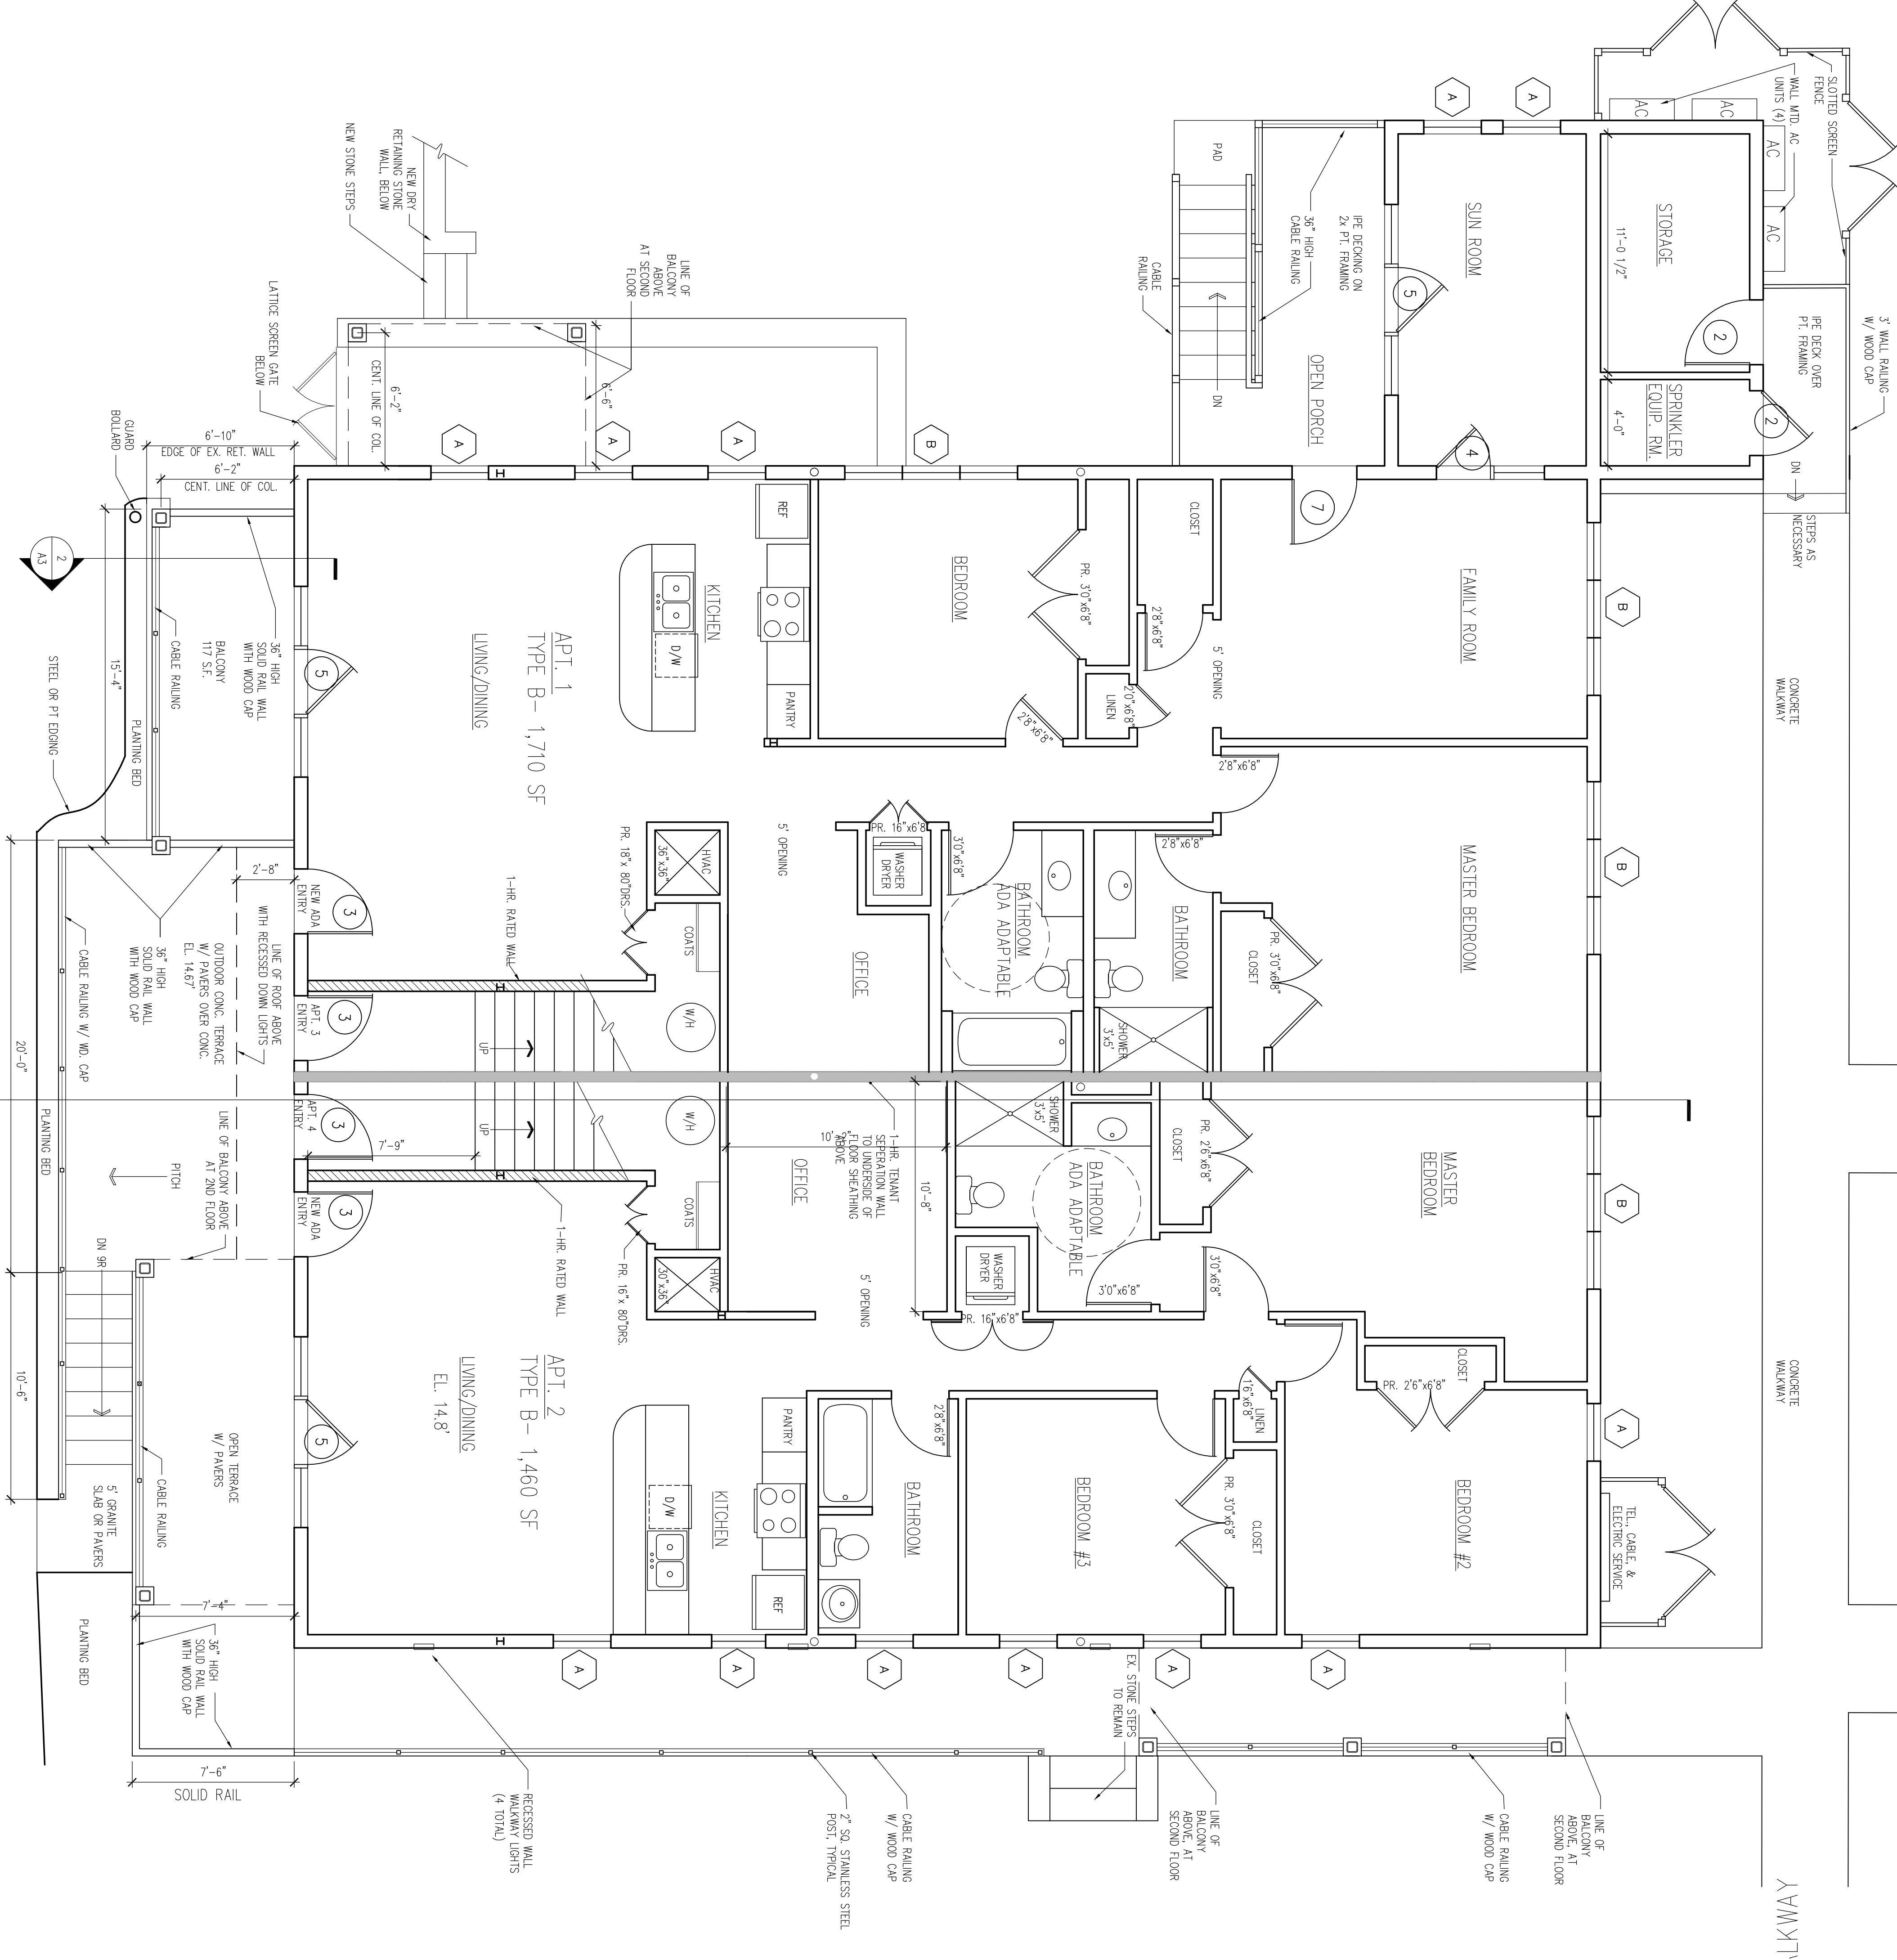 SLOTTED SCREEN
FENCE
WALL MTD. AC
UNITS (4)
AC
AC
AC
AC
3' WALL RAILING
W/ WOOD CAP
IPE DECK OVER
PT. FRAMING
DN
STEPS AS
NECESSARY
CONCRETE
WALKWAY
CONCRETE
WALKWAY
STORAGE
11'-0 1/2"
2
SPRINKLER
EQUIP. RM.
4'-0"
2
A
A
SUN ROOM
5
4
PAD
IPE DECKING ON
2x PT. FRAMING
36" HIGH
CABLE RAILING
CABLE
RAILING
DN
OPEN PORCH
7
FAMILY ROOM
B
CLOSET
2'8"x6'8"
5' OPENING
2'0"x6'8"
LINEN
PR. 3'0"x6'8"
BEDROOM
2'8"x6'8"
B
A
A
A
NEW DRY
RETAINING STONE
WALL, BELOW
NEW STONE STEPS
LINE OF
BALCONY
ABOVE
AT SECOND
FLOOR
6'-6"
6'-2"
CENT. LINE OF COL.
LATTICE SCREEN GATE
BELOW
GUARD
BOLLARD
6'-10"
EDGE OF EX. RET. WALL
6'-2"
CENT. LINE OF COL.
2
A3
15'-4"
36" HIGH
SOLID RAIL WALL
WITH WOOD CAP
BALCONY
117 S.F.
CABLE RAILING
PLANTING BED
STEEL OR PT EDGING
REF
KITCHEN
D/W
PANTRY
APT. 1
TYPE B- 1,710 SF
LIVING/DINING
5
2'8"x6'8"
MASTER BEDROOM
B
2'8"x6'8"
BATHROOM
PR. 3'0"x6'8"
CLOSET
SHOWER
3'x5'
BATHROOM
ADA ADAPTABLE
3'0"x6'8"
PR. 16"x6'8"
WASHER
DRYER
5' OPENING
OFFICE
HVAC
36"x36"
PR. 18"x 80"DRS.
COATS
1-HR. RATED WALL
W/H
2'-8"
NEW ADA
ENTRY
3
LINE OF ROOF ABOVE
WITH RECESSED DOWN LIGHTS
OUTDOOR CONC. TERRACE
W/ PAVERS OVER CONC.
EL. 14.67'
36" HIGH
SOLID RAIL WALL
WITH WOOD CAP
CABLE RAILING W/ WD. CAP
20'-0"
APT. 3
ENTRY
3
UP
APT. 4
ENTRY
3
7'-9"
UP
W/H
10'-2"
1-HR. TENANT
SEPERATION WALL
TO UNDERSIDE OF
FLOOR SHEATHING
ABOVE
10'-8"
OFFICE
COATS
HVAC
30"x36"
PR. 16"x 80"DRS.
1-HR. RATED WALL
5' OPENING
NEW ADA
ENTRY
3
LINE OF BALCONY ABOVE
AT 2ND FLOOR
PITCH
PLANTING BED
DN 9R
10'-6"
SHOWER
3'x5'
BATHROOM
ADA ADAPTABLE
3'0"x6'8"
WASHER
DRYER
PR. 16"x6'8"
CLOSET
PR. 2'6"x6'8"
MASTER
BEDROOM
B
3'0"x6'8"
CLOSET
PR. 2'6"x6'8"
A
BEDROOM #2
TEL., CABLE, &
ELECTRIC SERVICE
LINEN
1'6"x6'8"
PR. 3'0"x6'8"
CLOSET
BEDROOM #3
2'8"x6'8"
BATHROOM
PANTRY
D/W
KITCHEN
REF
APT. 2
TYPE B- 1,460 SF
LIVING/DINING
EL. 14.8'
5
OPEN TERRACE
W/ PAVERS
CABLE RAILING
5' GRANITE
SLAB OR PAVERS
PLANTING BED
7'-4"
36" HIGH
SOLID RAIL WALL
WITH WOOD CAP
7'-6"
SOLID RAIL
A
A
A
A
A
A
RECESSED WALL
WALKWAY LIGHTS
(4 TOTAL)
2" SQ. STAINLESS STEEL
POST, TYPICAL
CABLE RAILING
W/ WOOD CAP
EX. STONE STEPS
TO REMAIN
LINE OF
BALCONY
ABOVE, AT
SECOND FLOOR
CABLE RAILING
W/ WOOD CAP
LINE OF
BALCONY
ABOVE, AT
SECOND FLOOR